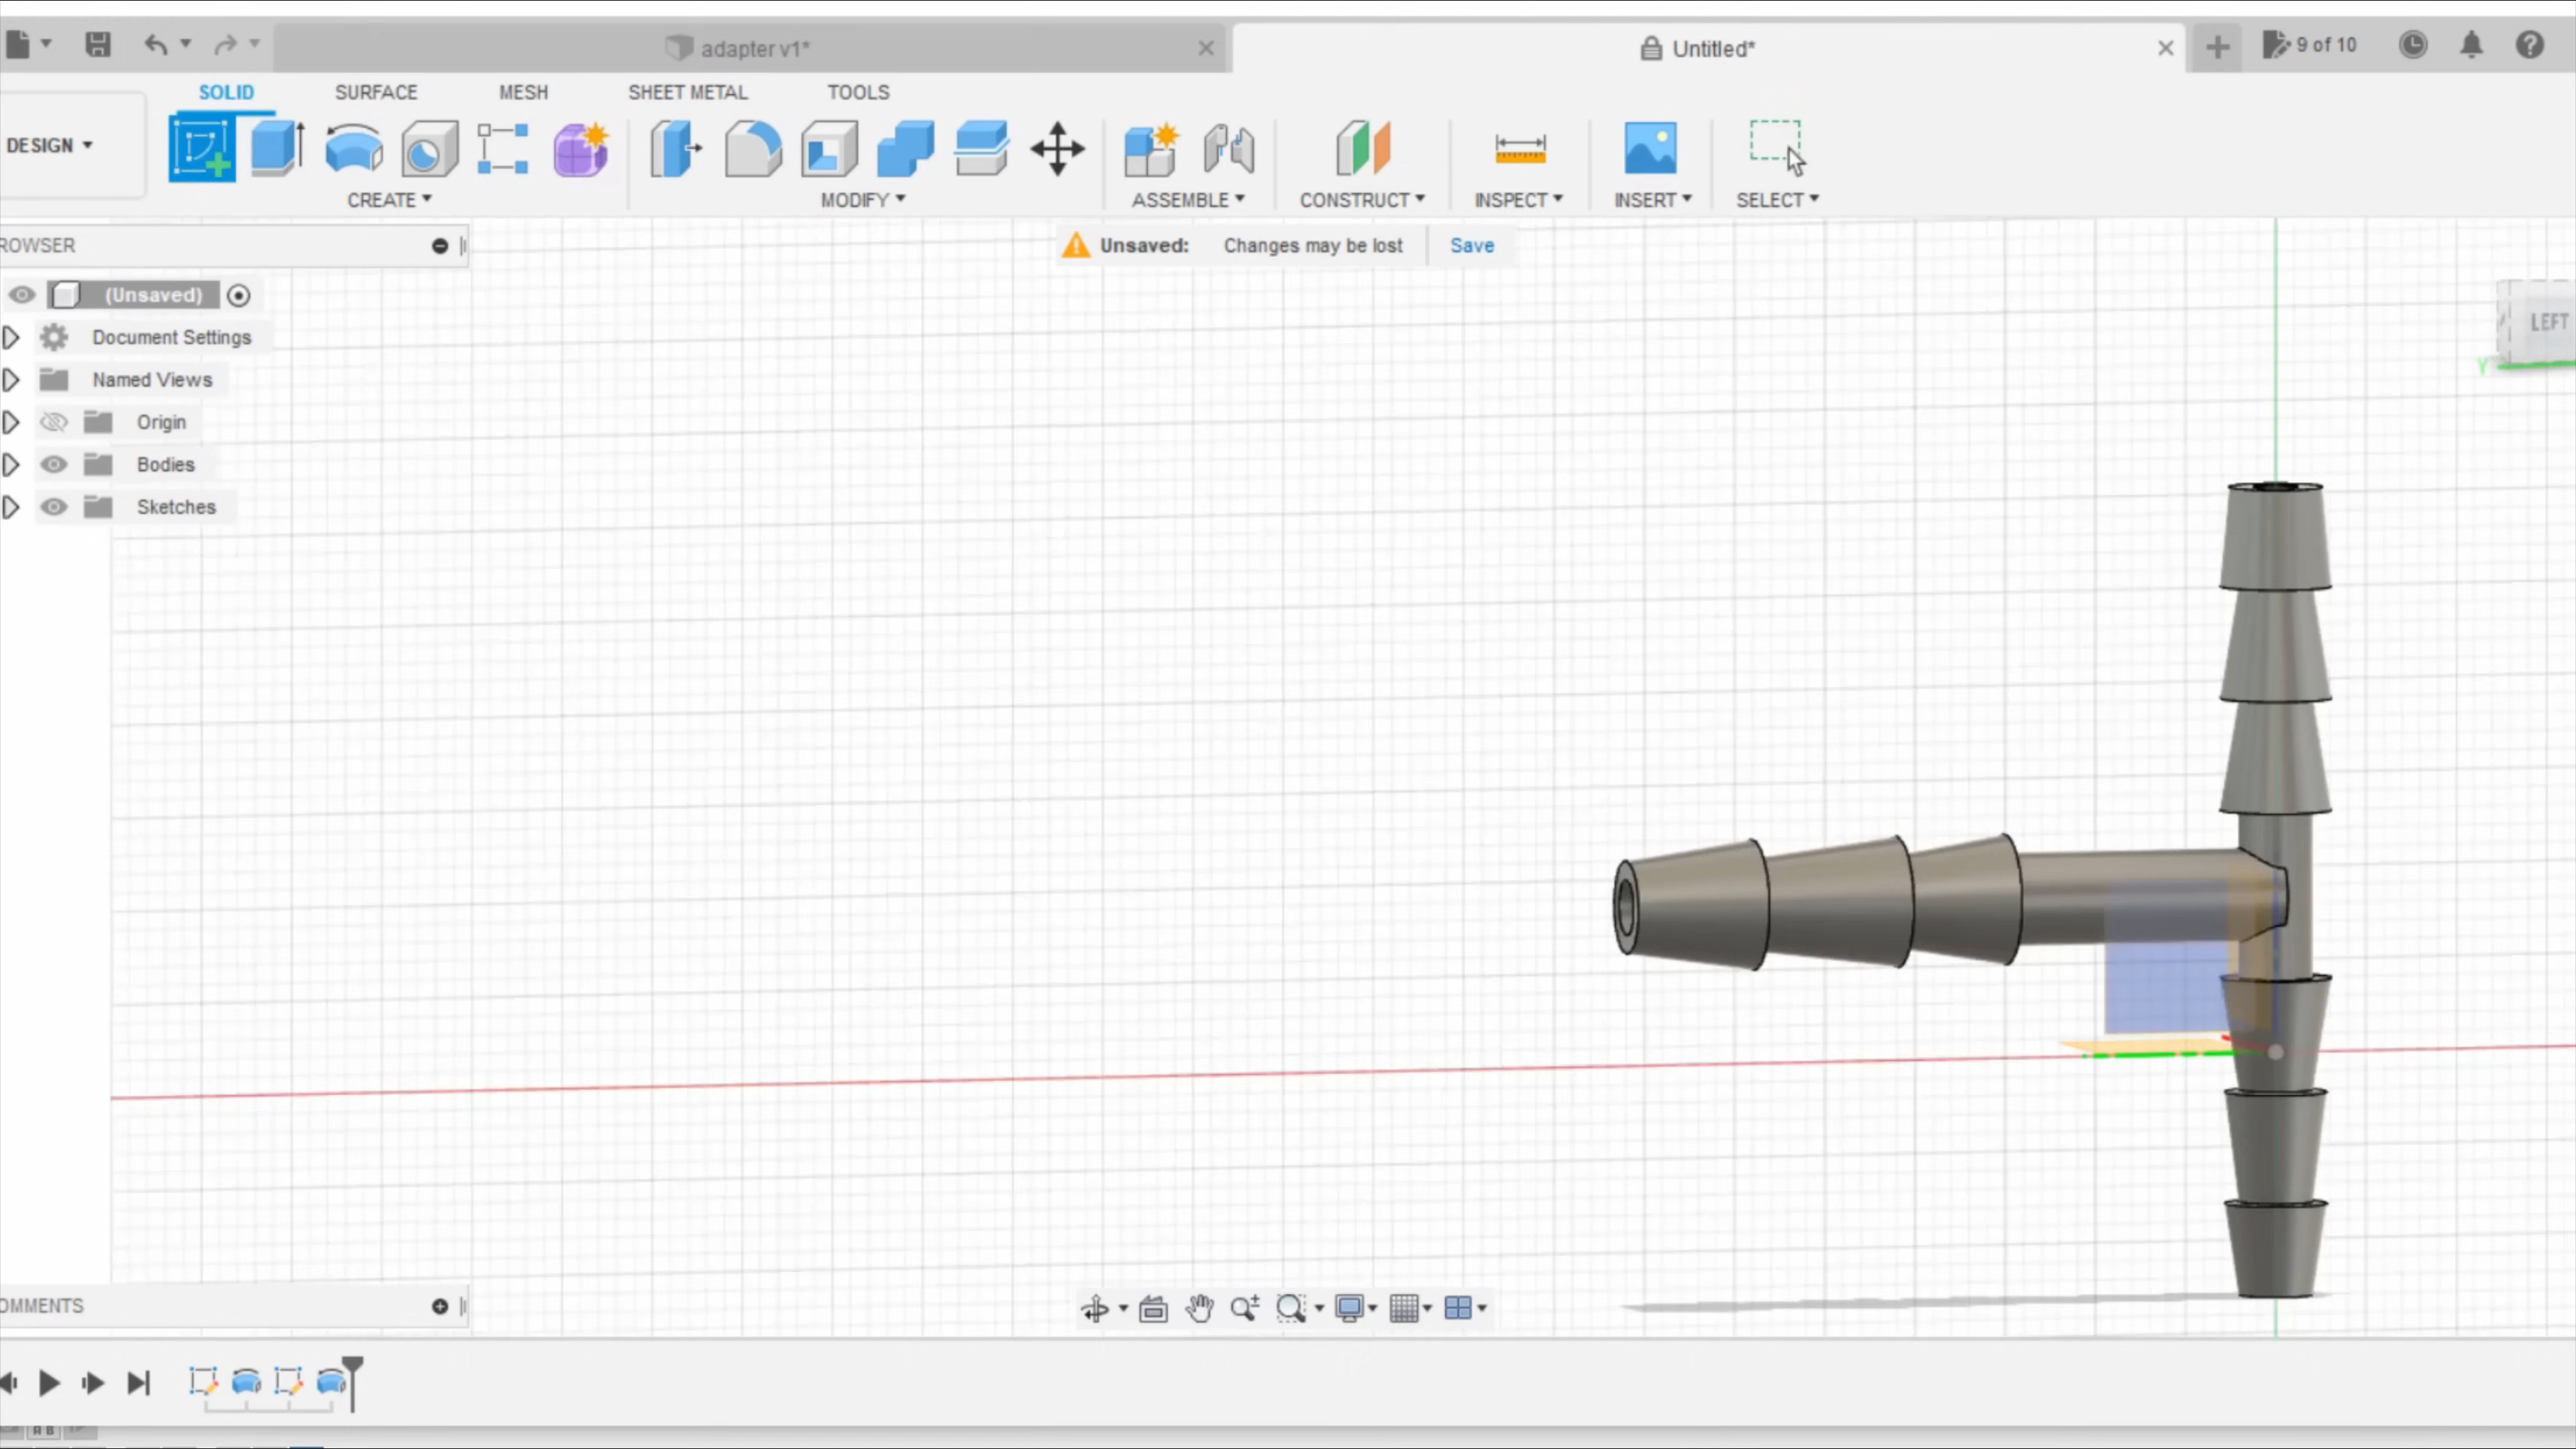 adapter v1*
Untitled*
9 of 10
SOLID SURFACE MESH SHEET METAL TOOLS
DESIGN
CREATE MODIFY ASSEMBLE CONSTRUCT INSPECT INSERT SELECT
ROWSER
Unsaved: Changes may be lost Save
(Unsaved)
LEFT
Document Settings
Y
Named Views
Origin
Bodies
Sketches
OMMENTS